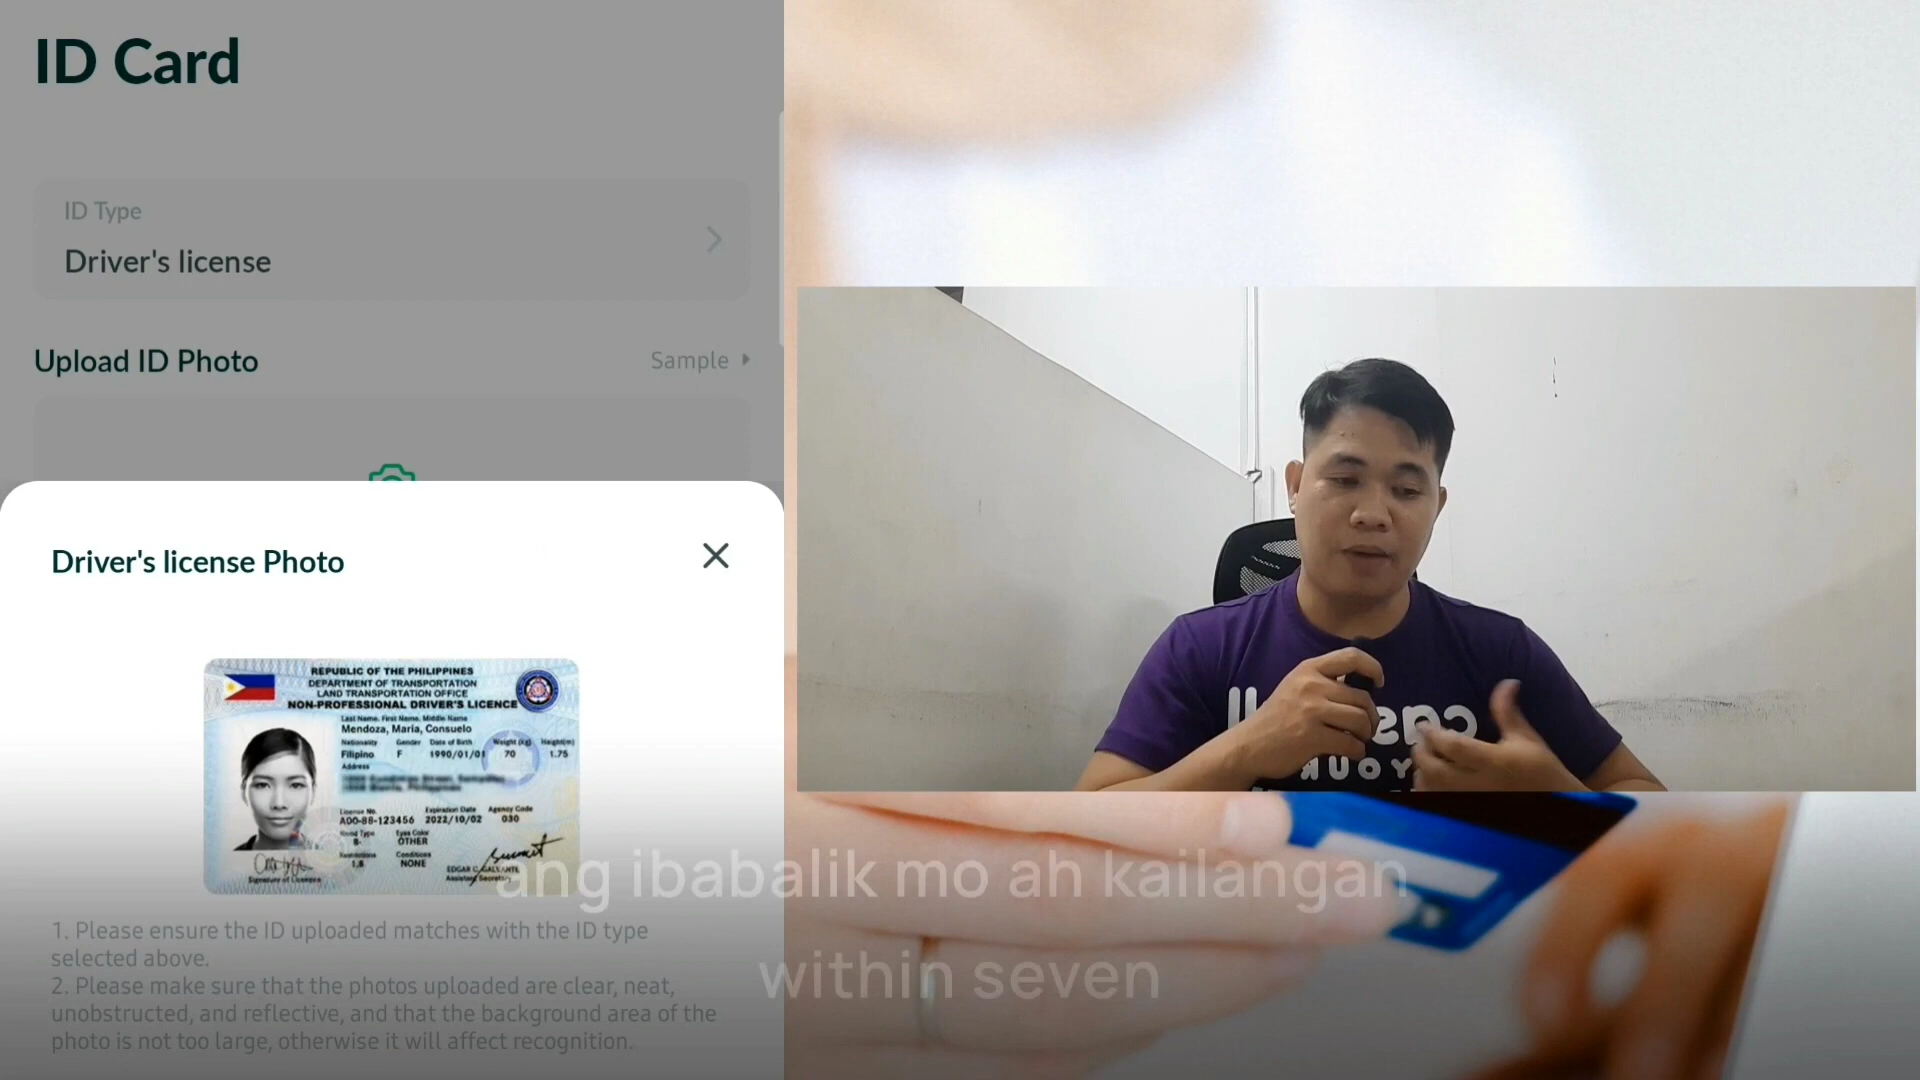 ID Card
ID Type
Driver's license
Upload ID Photo
Sample
Driver's license Photo
REPUBLIC OF THE PHILIPPINES
DEPARTMENT OF TRANSPORTATION
LAND TRANSPORTATION OFFICE
NON-PROFESSIONAL DRIVER'S LICENCE
Last Name. First Name. Middle Name
Mendoza, Maria, Consuelo
Nationality Gender Date of Birth Weight (kg) Height(m)
Filipino F 1990/01/01 70 1.75
Address
License No. Expiration Date Agency Code
A00-88-123456 2022/10/02 030
Eyes Color
OTHER
Conditions
1,8 NONE
Signature of Licensee
1. Please ensure the ID uploaded matches with the ID type
selected above.
2. Please make sure that the photos uploaded are clear, neat,
unobstructed, and reflective, and that the background area of the
photo is not too large, otherwise it will affect recognition.
YOUR
ang ibabalik mo ah kailangan
within seven